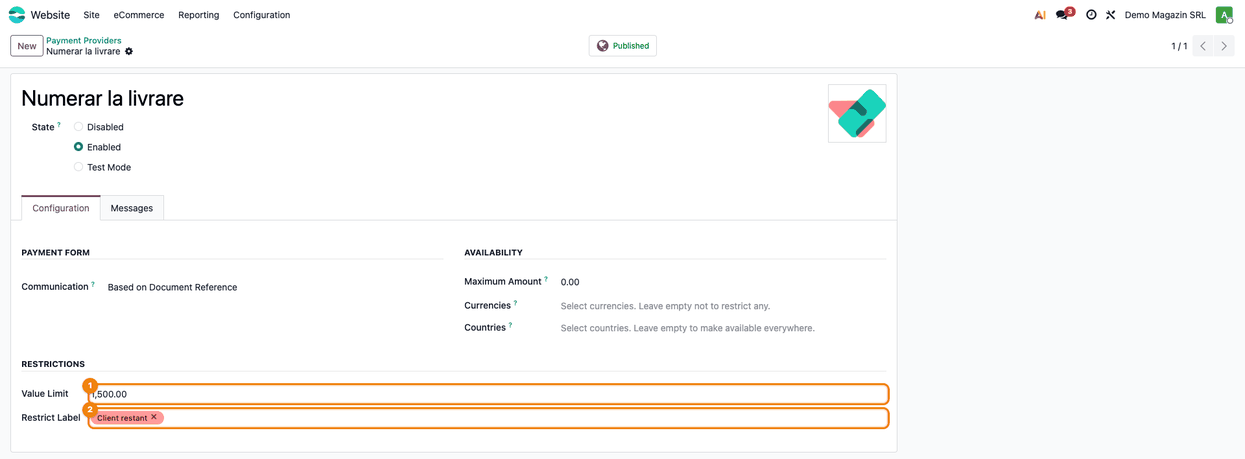 Website Site eCommerce Reporting Configuration AI 3 Demo Magazin SRL A
New Payment Providers Published 1 / 1
Numerar la livrare
Numerar la livrare
State ? Disabled
Enabled
Test Mode
Configuration Messages
PAYMENT FORM AVAILABILITY
Communication ? Based on Document Reference Maximum Amount ? 0.00
Currencies ? Select currencies. Leave empty not to restrict any.
Countries ? Select countries. Leave empty to make available everywhere.
RESTRICTIONS
1
Value Limit 1,500.00
2
Restrict Label Client restant ×